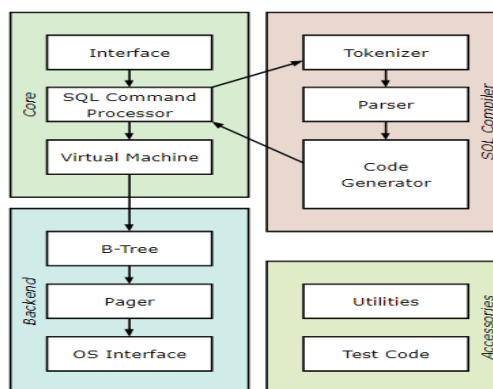 Core
Interface
SQL Command
Processor
Virtual Machine
SQL Compiler
Tokenizer
Parser
Code
Generator
Backend
B-Tree
Pager
OS Interface
Accessories
Utilities
Test Code